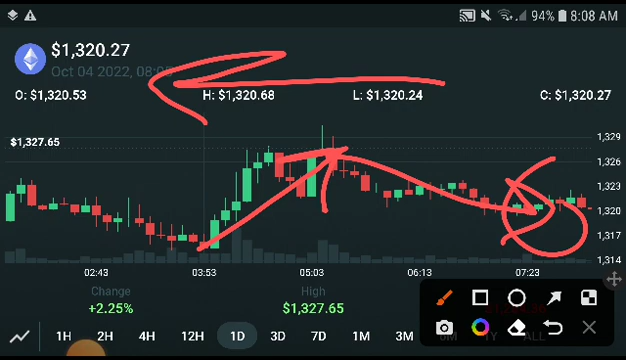 94% 8:08 AM
$1,320.27
Oct 04 2022, 08:
O: $1,320.53 H: $1,320.68 L: $1,320.24 C: $1,320.27
$1,327.65
1,329
1,326
1,323
1,320
1,317
1,314
02:43 03:53 05:03 06:13 07:23
Change High
+2.25% $1,327.65
1H 2H 4H 12H 1D 3D 7D 1M 3M 1Y ALL